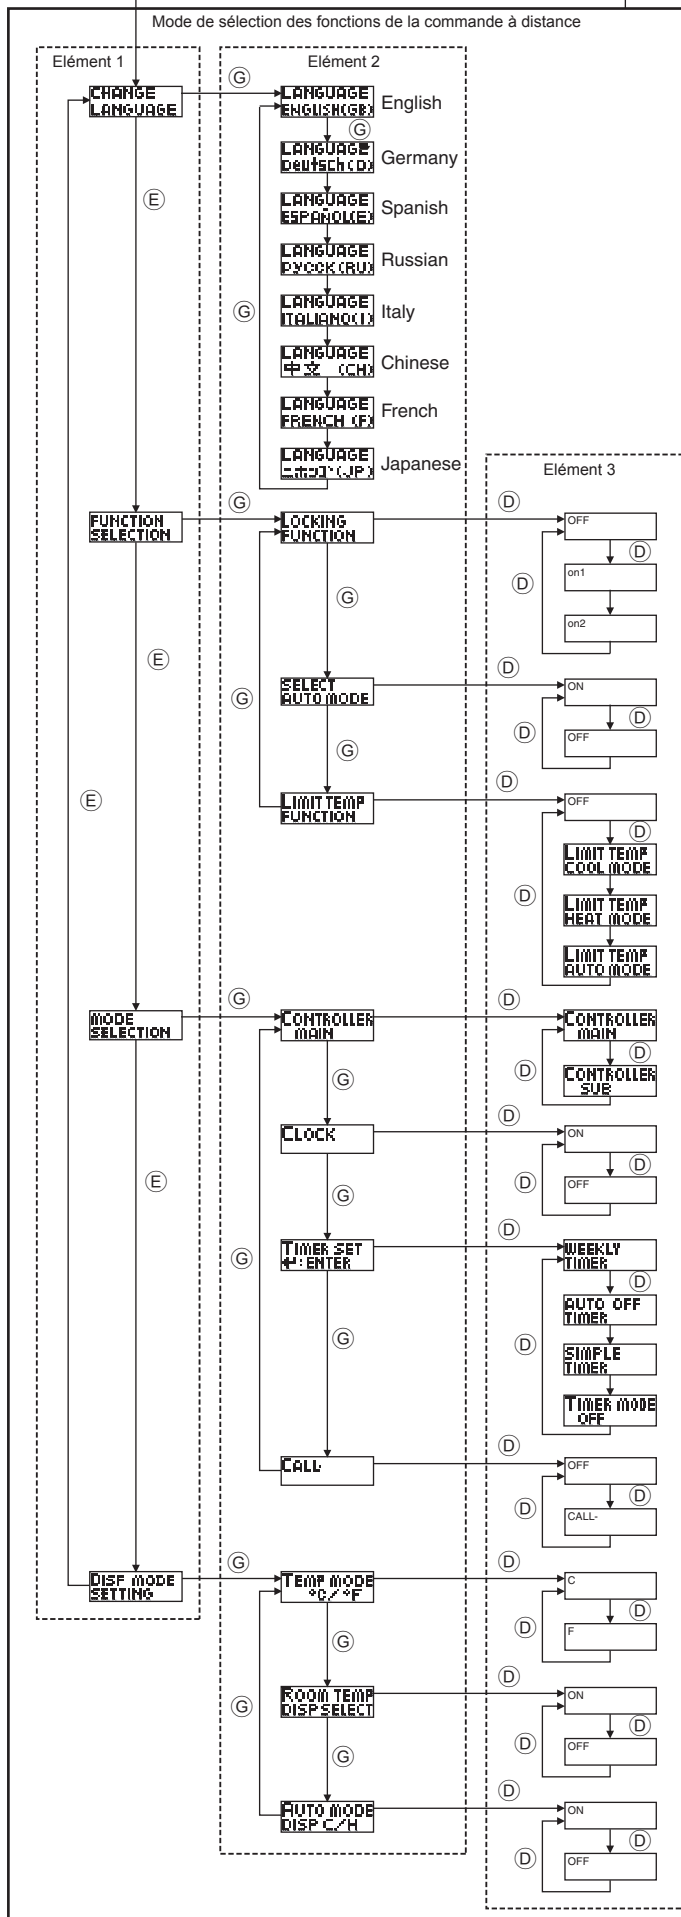 Mode de sélection des fonctions de la commande à distance
Elément 1
Elément 2
CHANGE
LANGUAGE
G
LANGUAGE
ENGLISH(GB)
English
G
LANGUAGE
Deutsch(D)
Germany
E
LANGUAGE
ESPAÑOL(E)
Spanish
LANGUAGE
РУССК(RU)
Russian
G
LANGUAGE
ITALIANO(I)
Italy
LANGUAGE
中文 (CH)
Chinese
LANGUAGE
FRENCH (F)
French
LANGUAGE
ニホンゴ(JP)
Japanese
Elément 3
FUNCTION
SELECTION
G
LOCKING
FUNCTION
D
OFF
D
D
on1
G
on2
E
SELECT
AUTO MODE
D
ON
G
D
D
G
OFF
E
LIMIT TEMP
FUNCTION
D
OFF
D
LIMIT TEMP
COOL MODE
D
LIMIT TEMP
HEAT MODE
LIMIT TEMP
AUTO MODE
MODE
SELECTION
G
CONTROLLER
MAIN
D
CONTROLLER
MAIN
D
D
G
CONTROLLER
SUB
CLOCK
D
ON
D
D
E
G
OFF
TIMER SET
↵:ENTER
D
WEEKLY
TIMER
G
D
AUTO OFF
TIMER
D
G
SIMPLE
TIMER
TIMER MODE
OFF
CALL-
D
OFF
D
D
CALL-
DISP MODE
SETTING
G
TEMP MODE
°C/°F
D
C
D
D
G
F
ROOM TEMP
DISP SELECT
D
ON
G
D
D
G
OFF
AUTO MODE
DISP C/H
D
ON
D
D
OFF